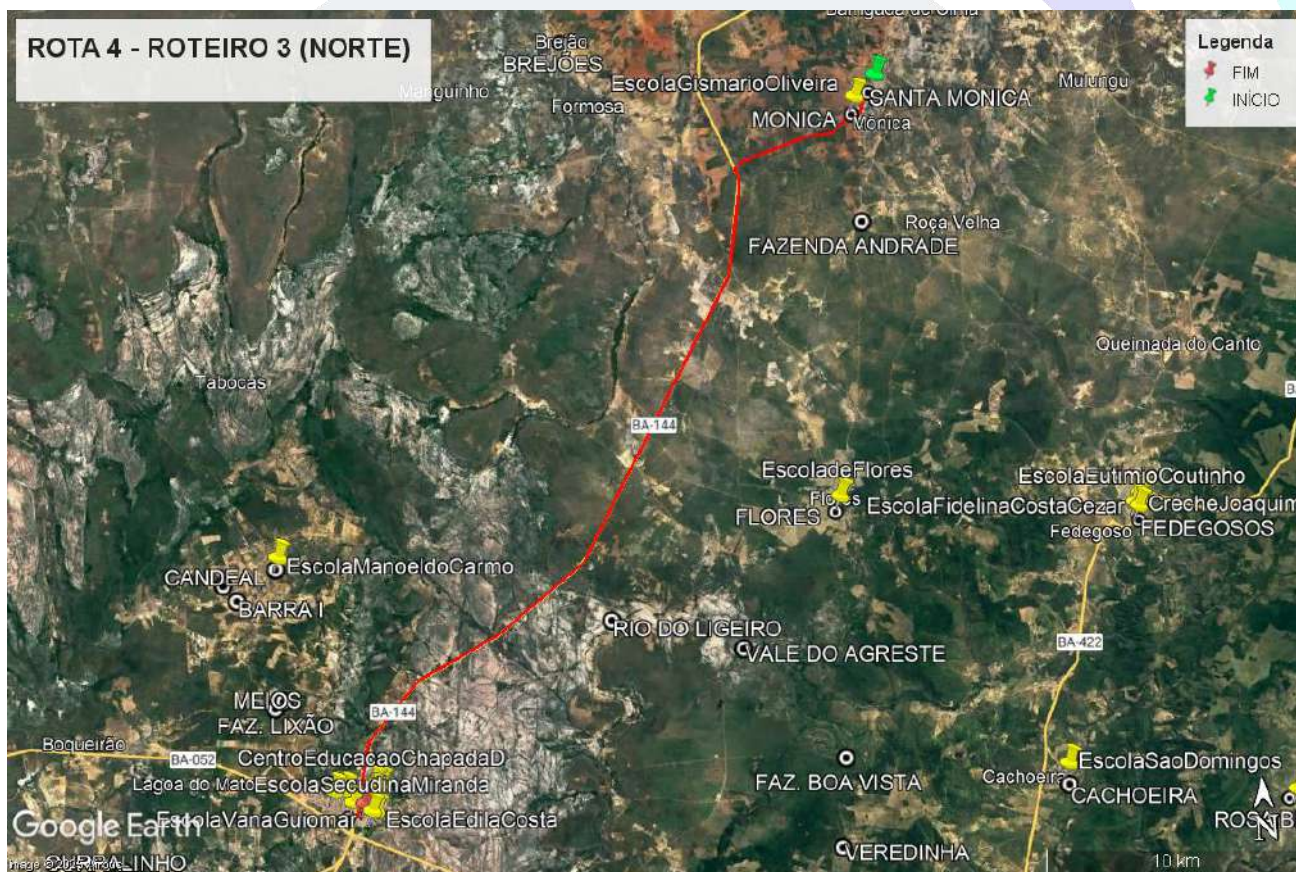 ROTA 4 - ROTEIRO 3 (NORTE)
Legenda
FIM
INÍCIO
Brejão
BREJÕES
Manguinho
Formosa
EscolaGismarioOliveira
SANTA MONICA
MONICA
Mônica
Mulungu
Roça Velha
FAZENDA ANDRADE
Queimada do Canto
Tabocas
BA-144
EscoladeFlores
Flores
FLORES
EscolaEutimioCoutinho
EscolaFidelinaCostaCezar
CrecheJoaquim
Fedegoso
FEDEGOSOS
EscolaManoeldoCarmo
CANDEAL
BARRA I
RIO DO LIGEIRO
VALE DO AGRESTE
BA-422
MEIOS
FAZ. LIXÃO
BA-144
Boqueirão
BA-052
CentroEducacaoChapadaD
Lagoa do Mato
EscolaSecudinaMiranda
FAZ. BOA VISTA
EscolaSaoDomingos
Cachoeira
CACHOEIRA
EscolaVanaGuiomar
EscolaEdilaCosta
Google Earth
N
VEREDINHA
10 km